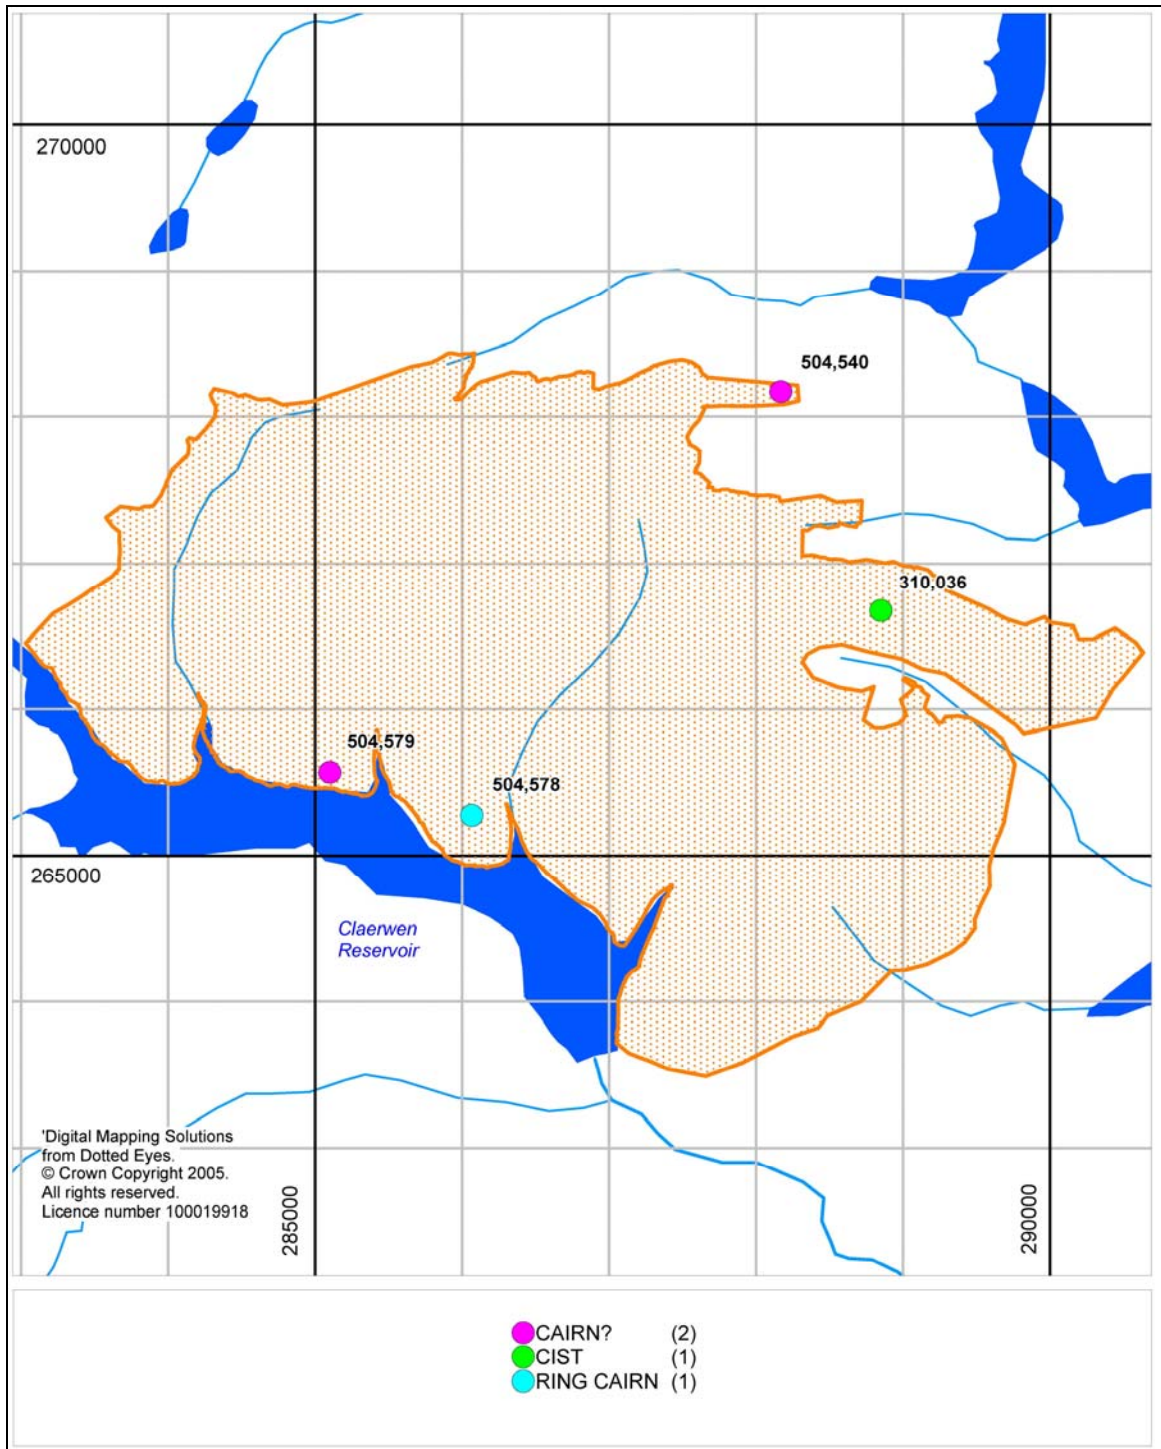 270000
504,540
310,036
504,579
504,578
265000
Claerwen
Reservoir
'Digital Mapping Solutions
from Dotted Eyes.
© Crown Copyright 2005.
All rights reserved.
Licence number 100019918
285000
290000
CAIRN? (2)
CIST (1)
RING CAIRN (1)